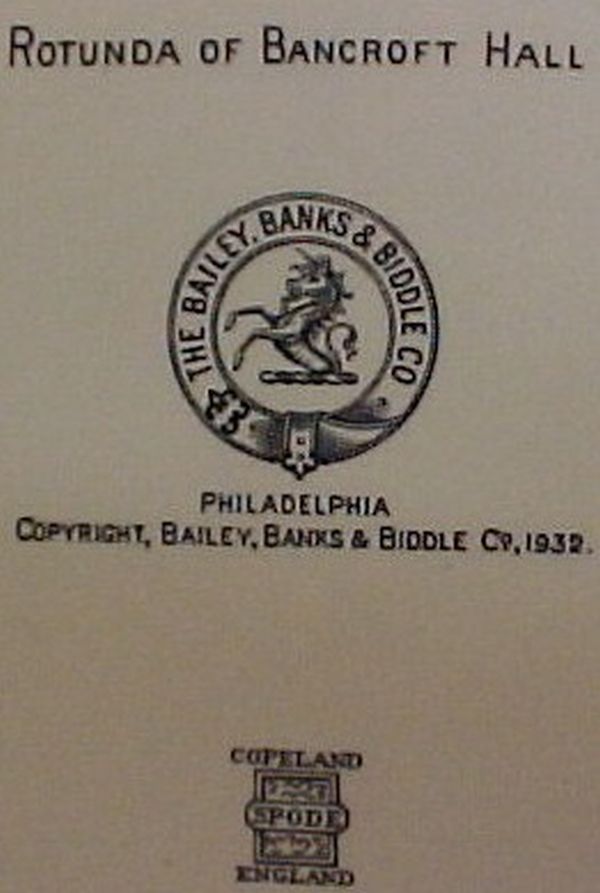 ROTUNDA OF BANCROFT HALL
THE BAILEY, BANKS & BIDDLE CO
PHILADELPHIA
COPYRIGHT, BAILEY, BANKS & BIDDLE CO, 1932.
COPELAND
SPODE
ENGLAND